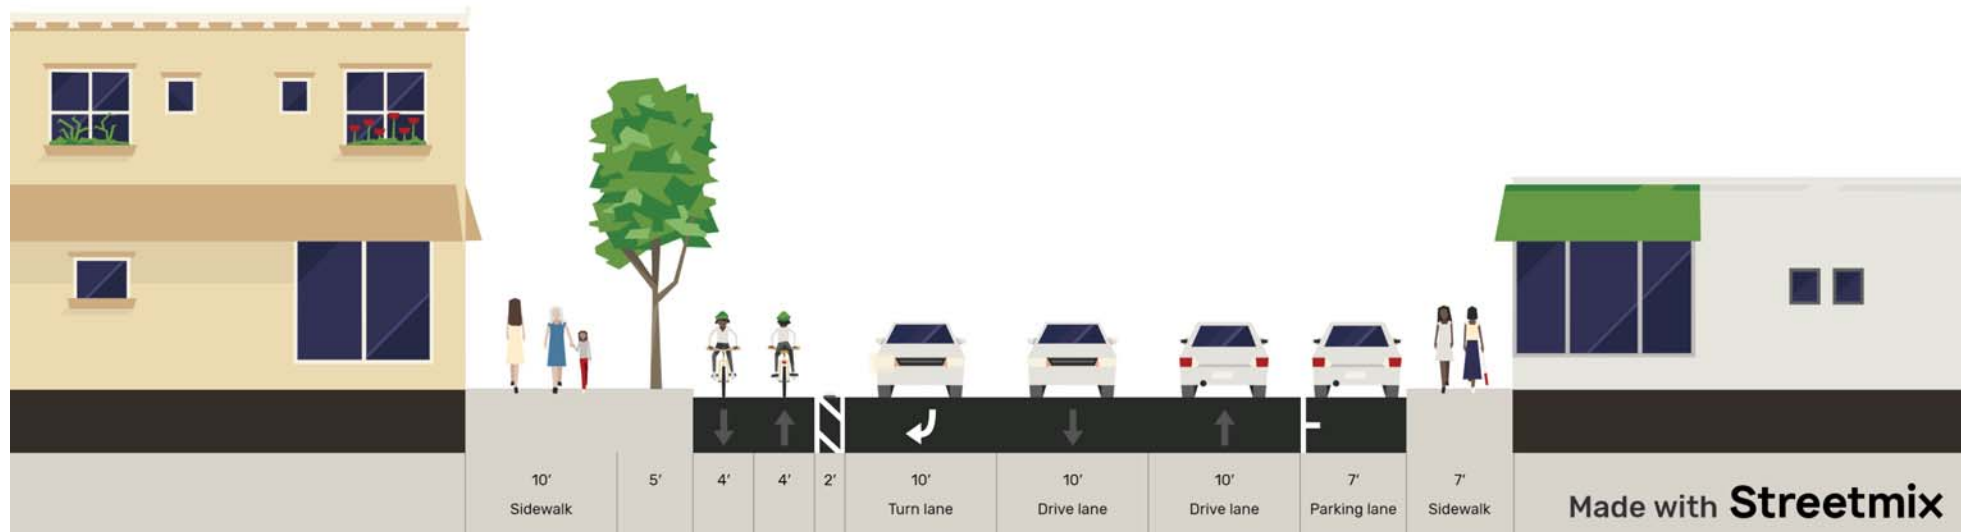 10′ 5′ 4′ 4′ 2′ 10′ 10′ 10′ 7′ 7′
Sidewalk Turn lane Drive lane Drive lane Parking lane Sidewalk
Made with Streetmix